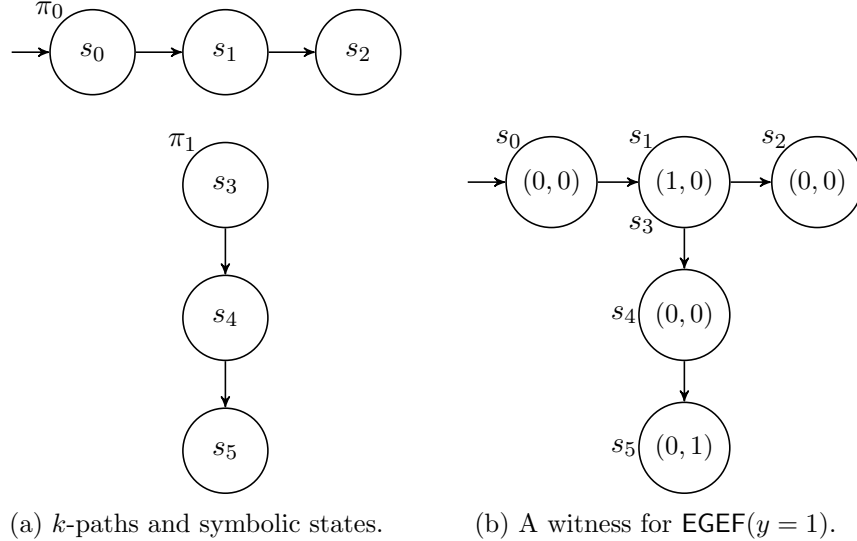 π₀
s₀ s₁ s₂
π₁
s₃
s₄
s₅
(a) k-paths and symbolic states.
s₀ s₁ s₂
(0, 0) (1, 0) (0, 0)
s₃
s₄ (0, 0)
s₅ (0, 1)
(b) A witness for EGEF(y = 1).